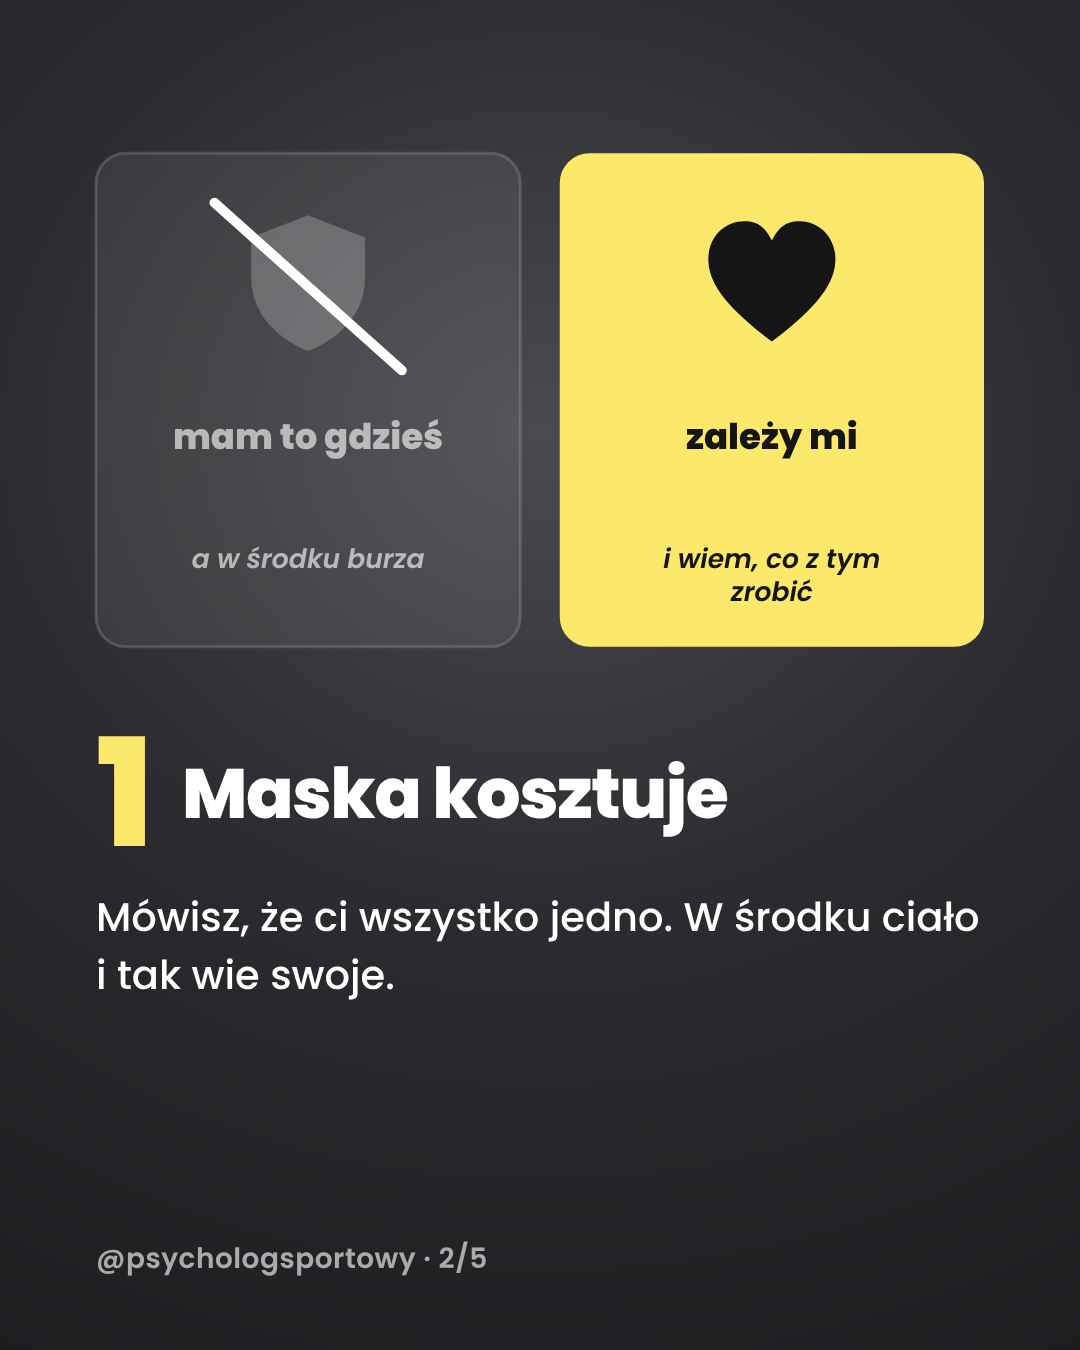 mam to gdzieś
a w środku burza
zależy mi
i wiem, co z tym
zrobić
1 Maska kosztuje
Mówisz, że ci wszystko jedno. W środku ciało
i tak wie swoje.
@psychologsportowy · 2/5